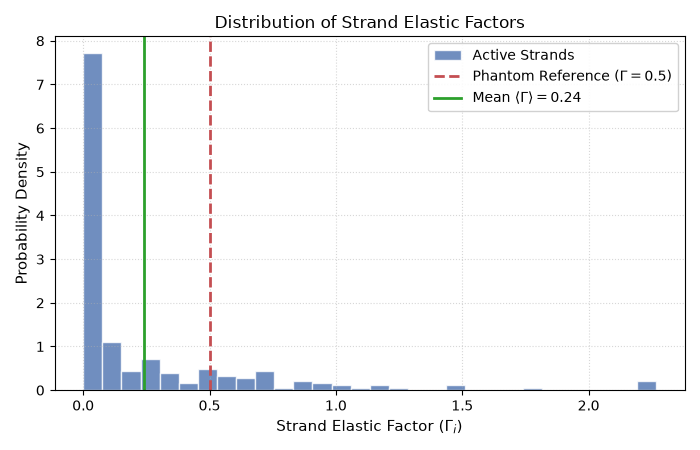 Distribution of Strand Elastic Factors
Active Strands
Phantom Reference (Γ = 0.5)
Mean ⟨Γ⟩ = 0.24
Probability Density
8
7
6
5
4
3
2
1
0
0.0 0.5 1.0 1.5 2.0
Strand Elastic Factor (Γᵢ)